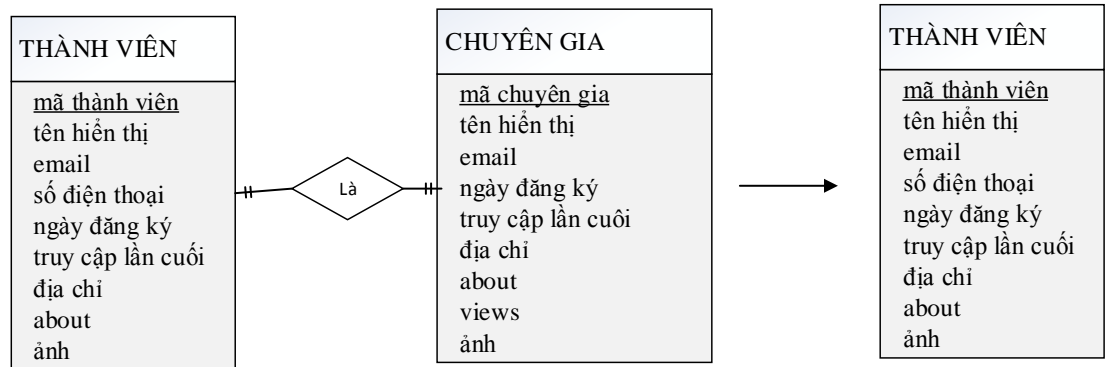 THÀNH VIÊN
mã thành viên
tên hiển thị
email
số điện thoại
ngày đăng ký
truy cập lần cuối
địa chỉ
about
ảnh
Là
CHUYÊN GIA
mã chuyên gia
tên hiển thị
email
ngày đăng ký
truy cập lần cuôi
địa chỉ
about
views
ảnh
THÀNH VIÊN
mã thành viên
tên hiển thị
email
số điện thoại
ngày đăng ký
truy cập lần cuối
địa chỉ
about
ảnh